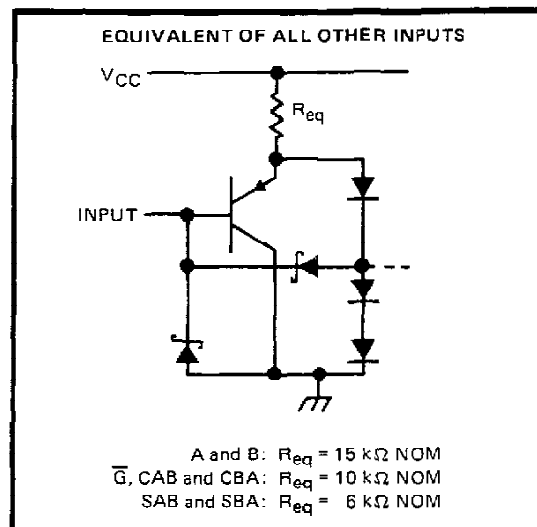 EQUIVALENT OF ALL OTHER INPUTS
VCC
Req
INPUT
A and B: Req = 15 kΩ NOM
G̅, CAB and CBA: Req = 10 kΩ NOM
SAB and SBA: Req = 6 kΩ NOM